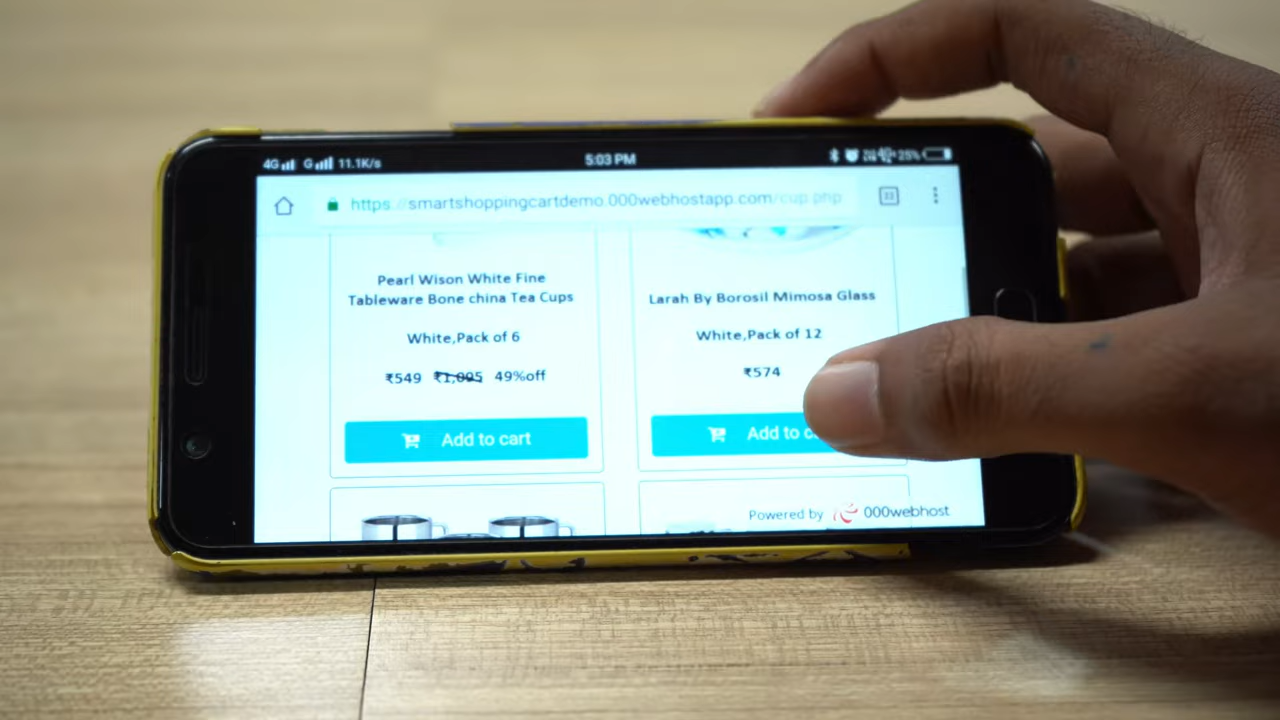 4G G 11.1K/s 5:03 PM 4G 25%
https://smartshoppingcartdemo.000webhostapp.com/cup.php
Pearl Wison White Fine
Tableware Bone china Tea Cups
White,Pack of 6
₹549 ₹1,095 49%off
Add to cart
Larah By Borosil Mimosa Glass
White,Pack of 12
₹574
Add to c
Powered by 000webhost